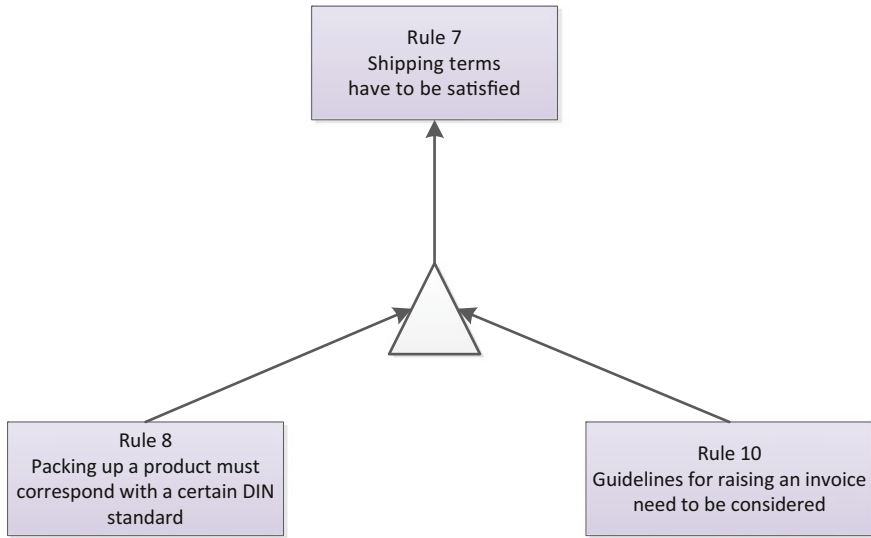 Rule 7
Shipping terms
have to be satisfied
Rule 8
Packing up a product must
correspond with a certain DIN
standard
Rule 10
Guidelines for raising an invoice
need to be considered